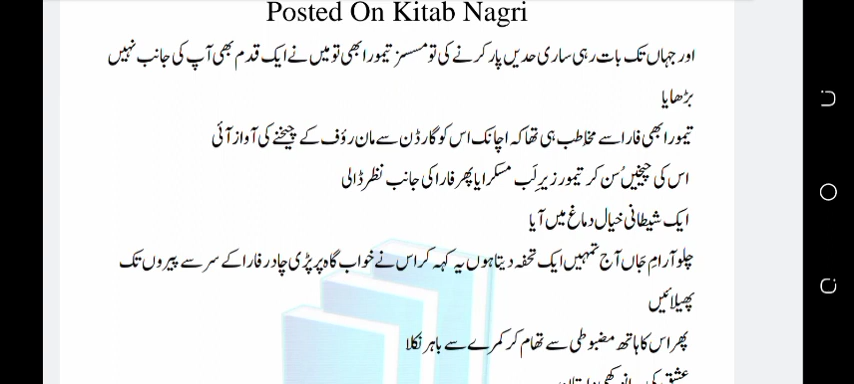 Posted On Kitab Nagri
اور جہاں تک بات رہی ساری حدیں پار کرنے کی تو مسسز تیمور ابھی تو میں نے ایک قدم بھی آپ کی جانب نہیں
بڑھایا
تیمور ابھی فارا سے مخاطب ہی تھا کہ اچانک اس کو گارڈن سے مان رؤف کے چیخنے کی آواز آئی
اس کی چیخیں سُن کر تیمور زیرِ لَب مسکرایا پھر فارا کی جانب نظر ڈالی
ایک شیطانی خیال دماغ میں آیا
چلو آرامِ جاں آج تمہیں ایک تحفہ دیتا ہوں یہ کہہ کر اس نے خواب گاہ پر پڑی چادر فارا کے سر سے پیروں تک
پھیلائیں
پھر اس کا ہاتھ مضبوطی سے تھام کر کمرے سے باہر نکلا